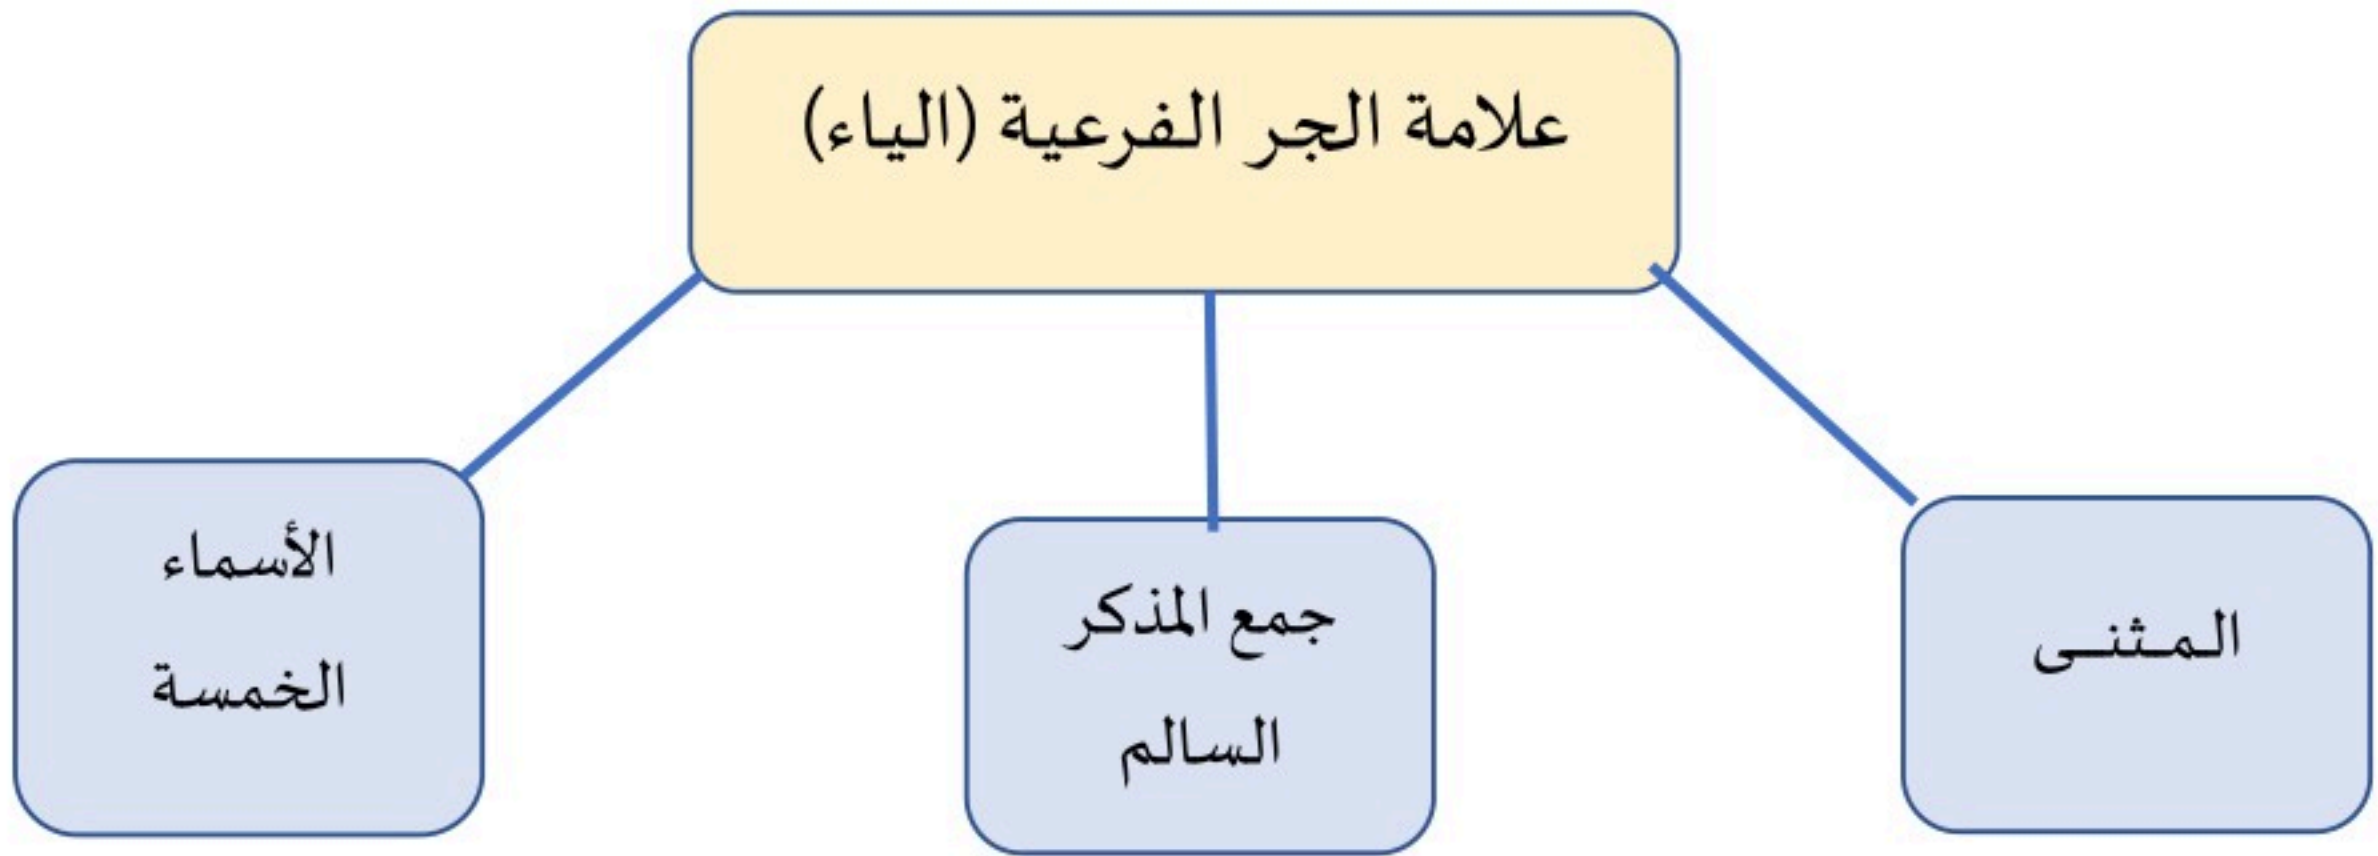 علامة الجر الفرعية (الياء)
المثنى
جمع المذكر
السالم
الأسماء
الخمسة